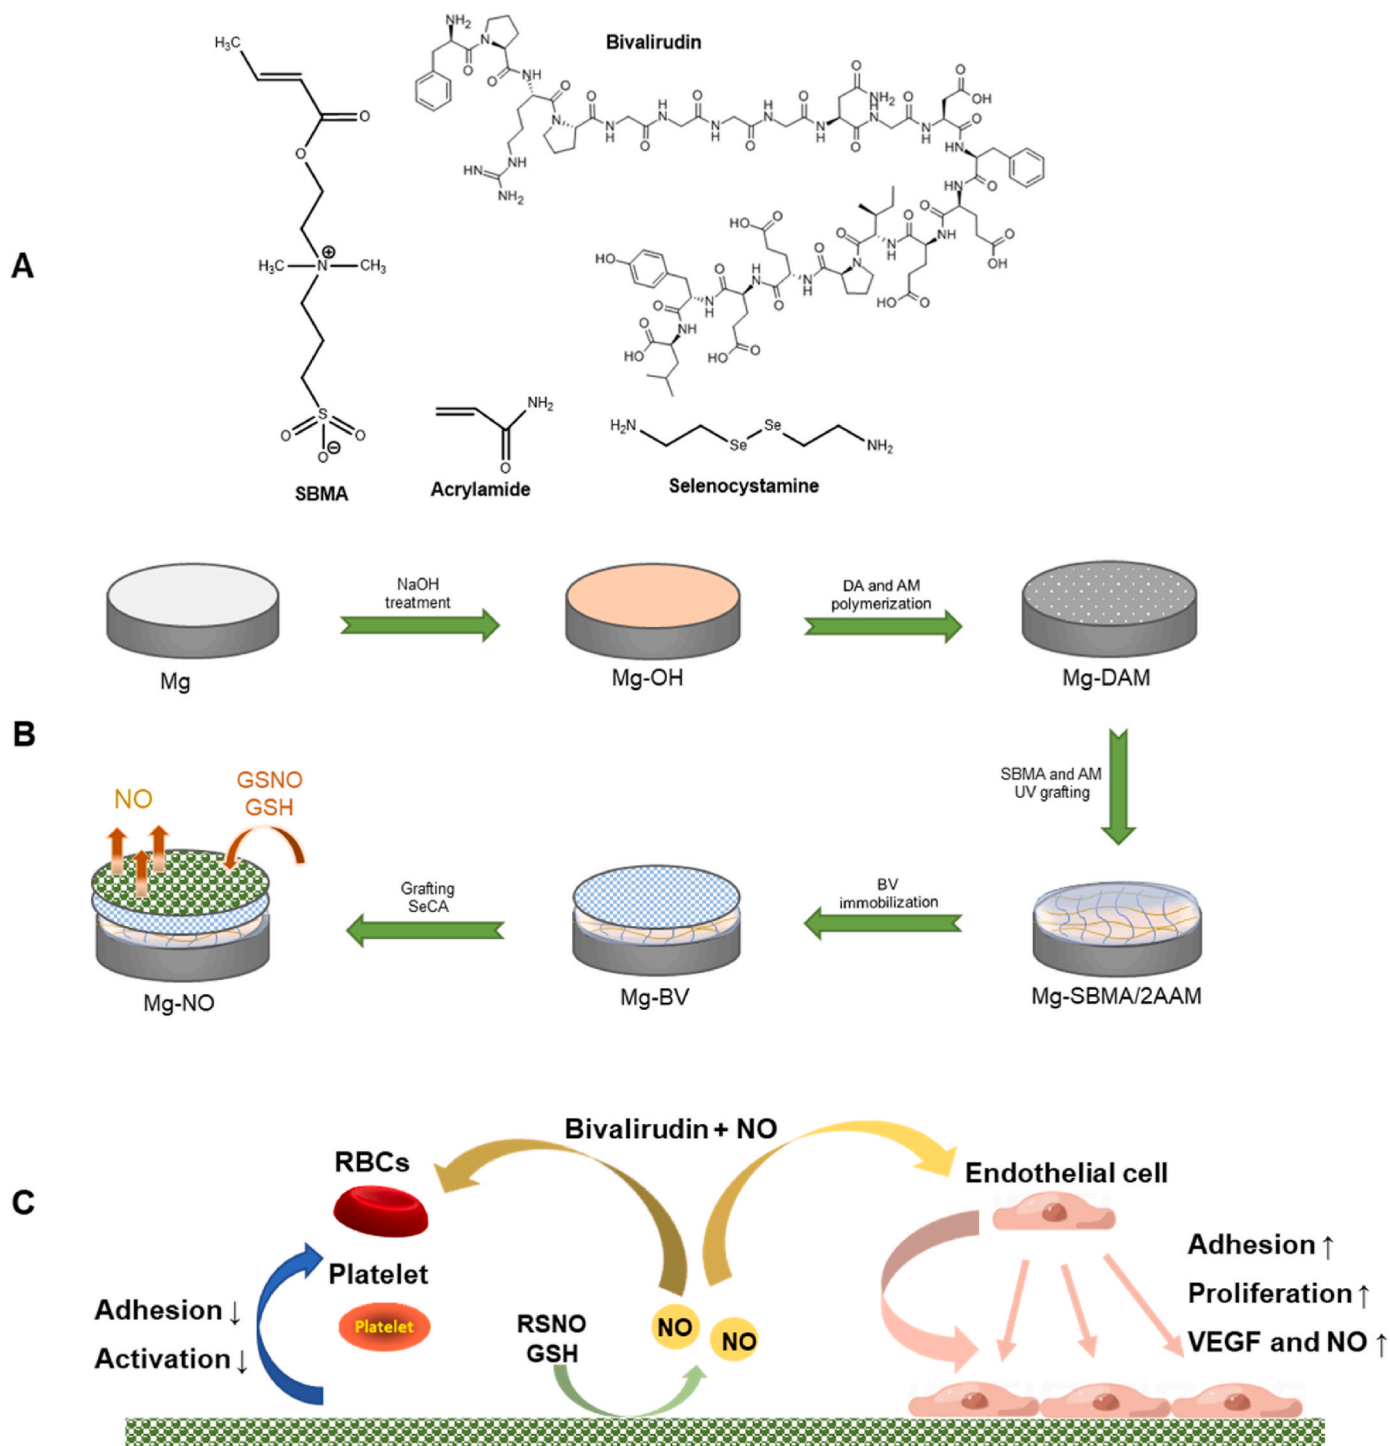 A
Bivalirudin
SBMA
Acrylamide
Selenocystamine
H₃C
O
O
H₃C
N
⊕
CH₃
S
O
O
O
⊖
NH₂
O
H₂N
Se
Se
NH₂
B
Mg
NaOH
treatment
Mg-OH
DA and AM
polymerization
Mg-DAM
SBMA and AM
UV grafting
Mg-SBMA/2AAM
BV
immobilization
Mg-BV
Grafting
SeCA
Mg-NO
NO
GSNO
GSH
C
Bivalirudin + NO
RBCs
Platelet
Platelet
Adhesion ↓
Activation ↓
RSNO
GSH
NO
NO
Endothelial cell
Adhesion ↑
Proliferation ↑
VEGF and NO ↑